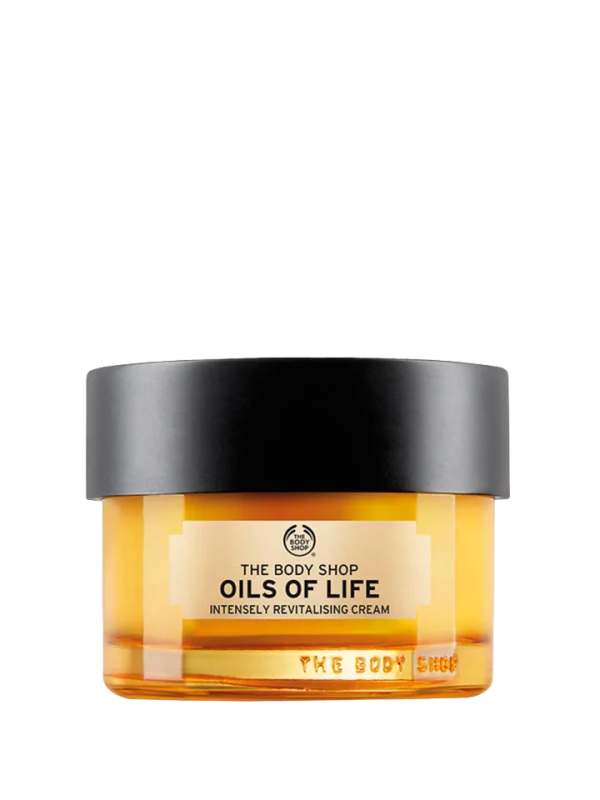 THE
BODY
SHOP
®
THE BODY SHOP
OILS OF LIFE
INTENSELY REVITALISING CREAM
THE BODY SHOP